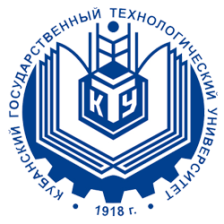 КУБАНСКИЙ ГОСУДАРСТВЕННЫЙ ТЕХНОЛОГИЧЕСКИЙ УНИВЕРСИТЕТ
КТУ
1918 г.